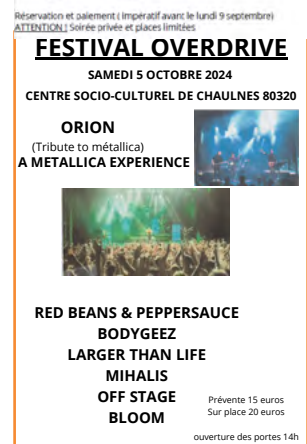 Réservation et paiement ( Impératif avant le lundi 9 septembre)
ATTENTION ! Soirée privée et places limitées
FESTIVAL OVERDRIVE
SAMEDI 5 OCTOBRE 2024
CENTRE SOCIO-CULTUREL DE CHAULNES 80320
ORION
(Tribute to métallica)
A METALLICA EXPERIENCE
RED BEANS & PEPPERSAUCE
BODYGEEZ
LARGER THAN LIFE
MIHALIS
OFF STAGE
BLOOM
Prévente 15 euros
Sur place 20 euros
ouverture des portes 14h